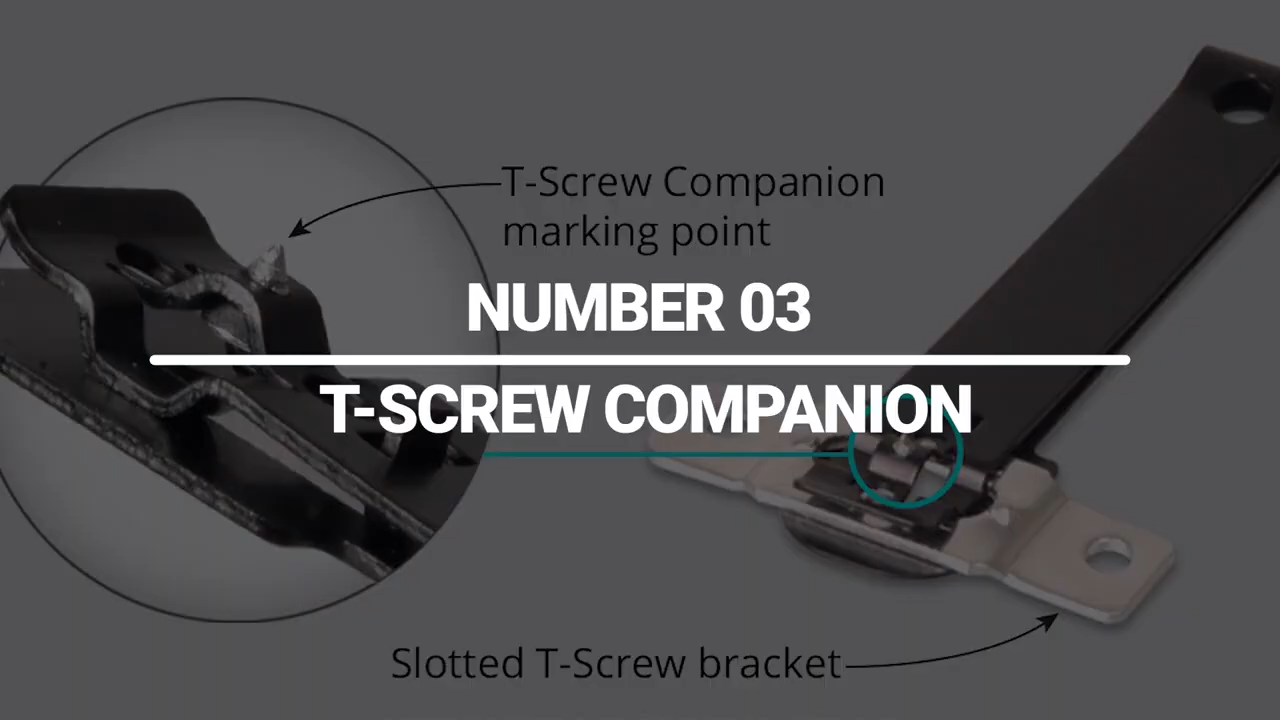 T-Screw Companion
marking point
NUMBER 03
T-SCREW COMPANION
Slotted T-Screw bracket